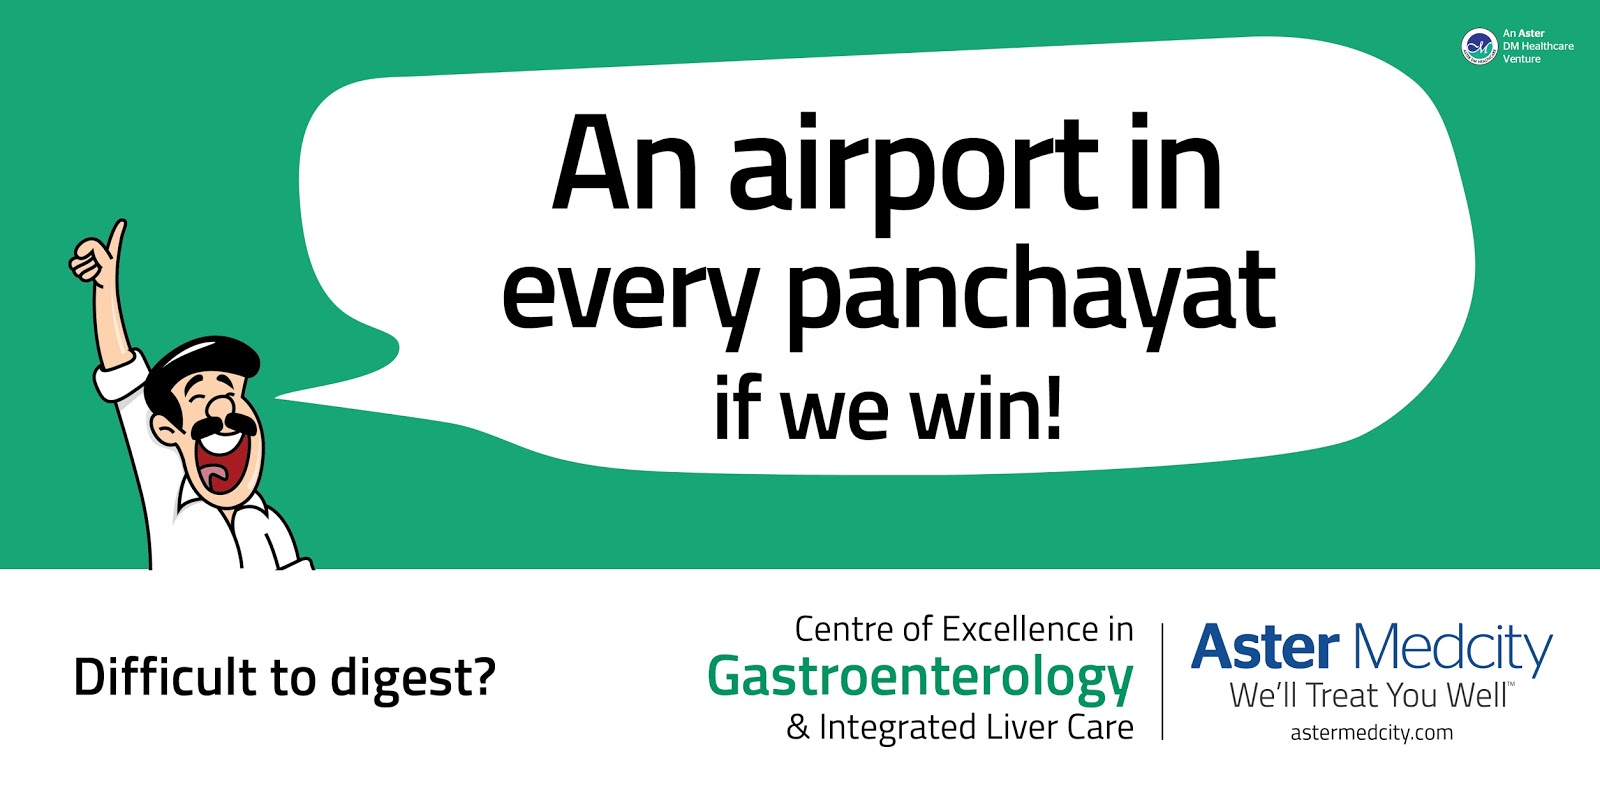 An Aster
DM Healthcare
Venture
An airport in
every panchayat
if we win!
Difficult to digest?
Centre of Excellence in
Gastroenterology
& Integrated Liver Care
Aster Medcity
We'll Treat You Well™
astermedcity.com